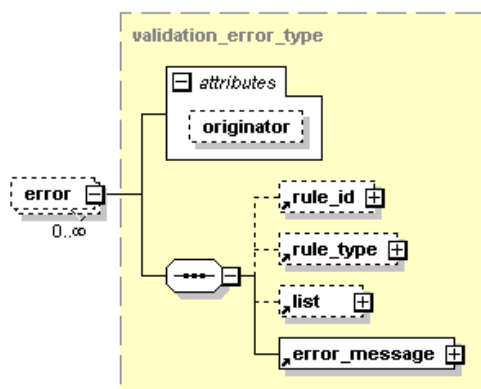 validation_error_type
attributes
originator
error
0..∞
rule_id
rule_type
list
error_message